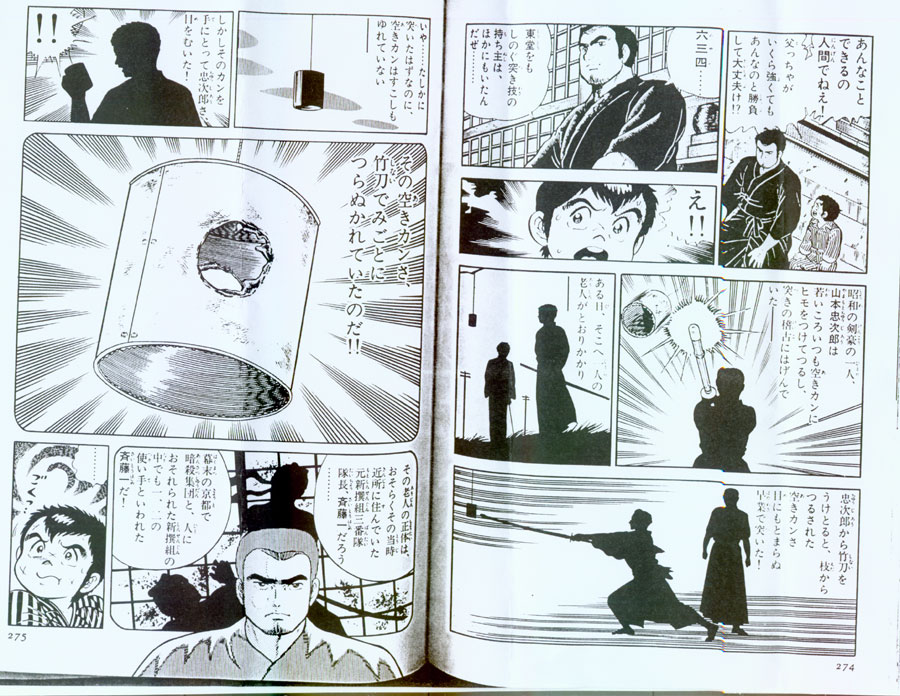 あんなこと
できるの
人間でねえ！
父っちゃが
いくら強くても
あんなのと勝負
して大丈夫け!?
六三四……
東堂をも
しのぐ突き技の
持ち主は、
ほかにもいたん
だぜ……
え!!
昭和の剣豪の一人、
山本忠次郎は
若いころいつも空きカンに
ヒモをつけてつるし、
突きの稽古にはげんで
いた
ある日、そこへ一人の
老人がとおりかかり
忠次郎から竹刀を
うけとると、枝から
つるされた
空きカンさ
目にもとまらぬ
早業で突いた！
274
いや……たしかに
突いたはずなのに、
空きカンはすこしも
ゆれていない
しかしそのカンを
手にとって忠次郎さ
目をむいた！
!!
その空きカンさ、
竹刀でみごとに
つらぬかれていたのだ!!
その老人の正体は、
おそらくその当時
近所に住んでいた
元新撰組三番隊
隊長、斉藤一だろう
……
幕末の京都で
暗殺集団と、
おそれられた新撰組の
中でも一、二の
使い手といわれた
斉藤一だ！
……
ごく
275